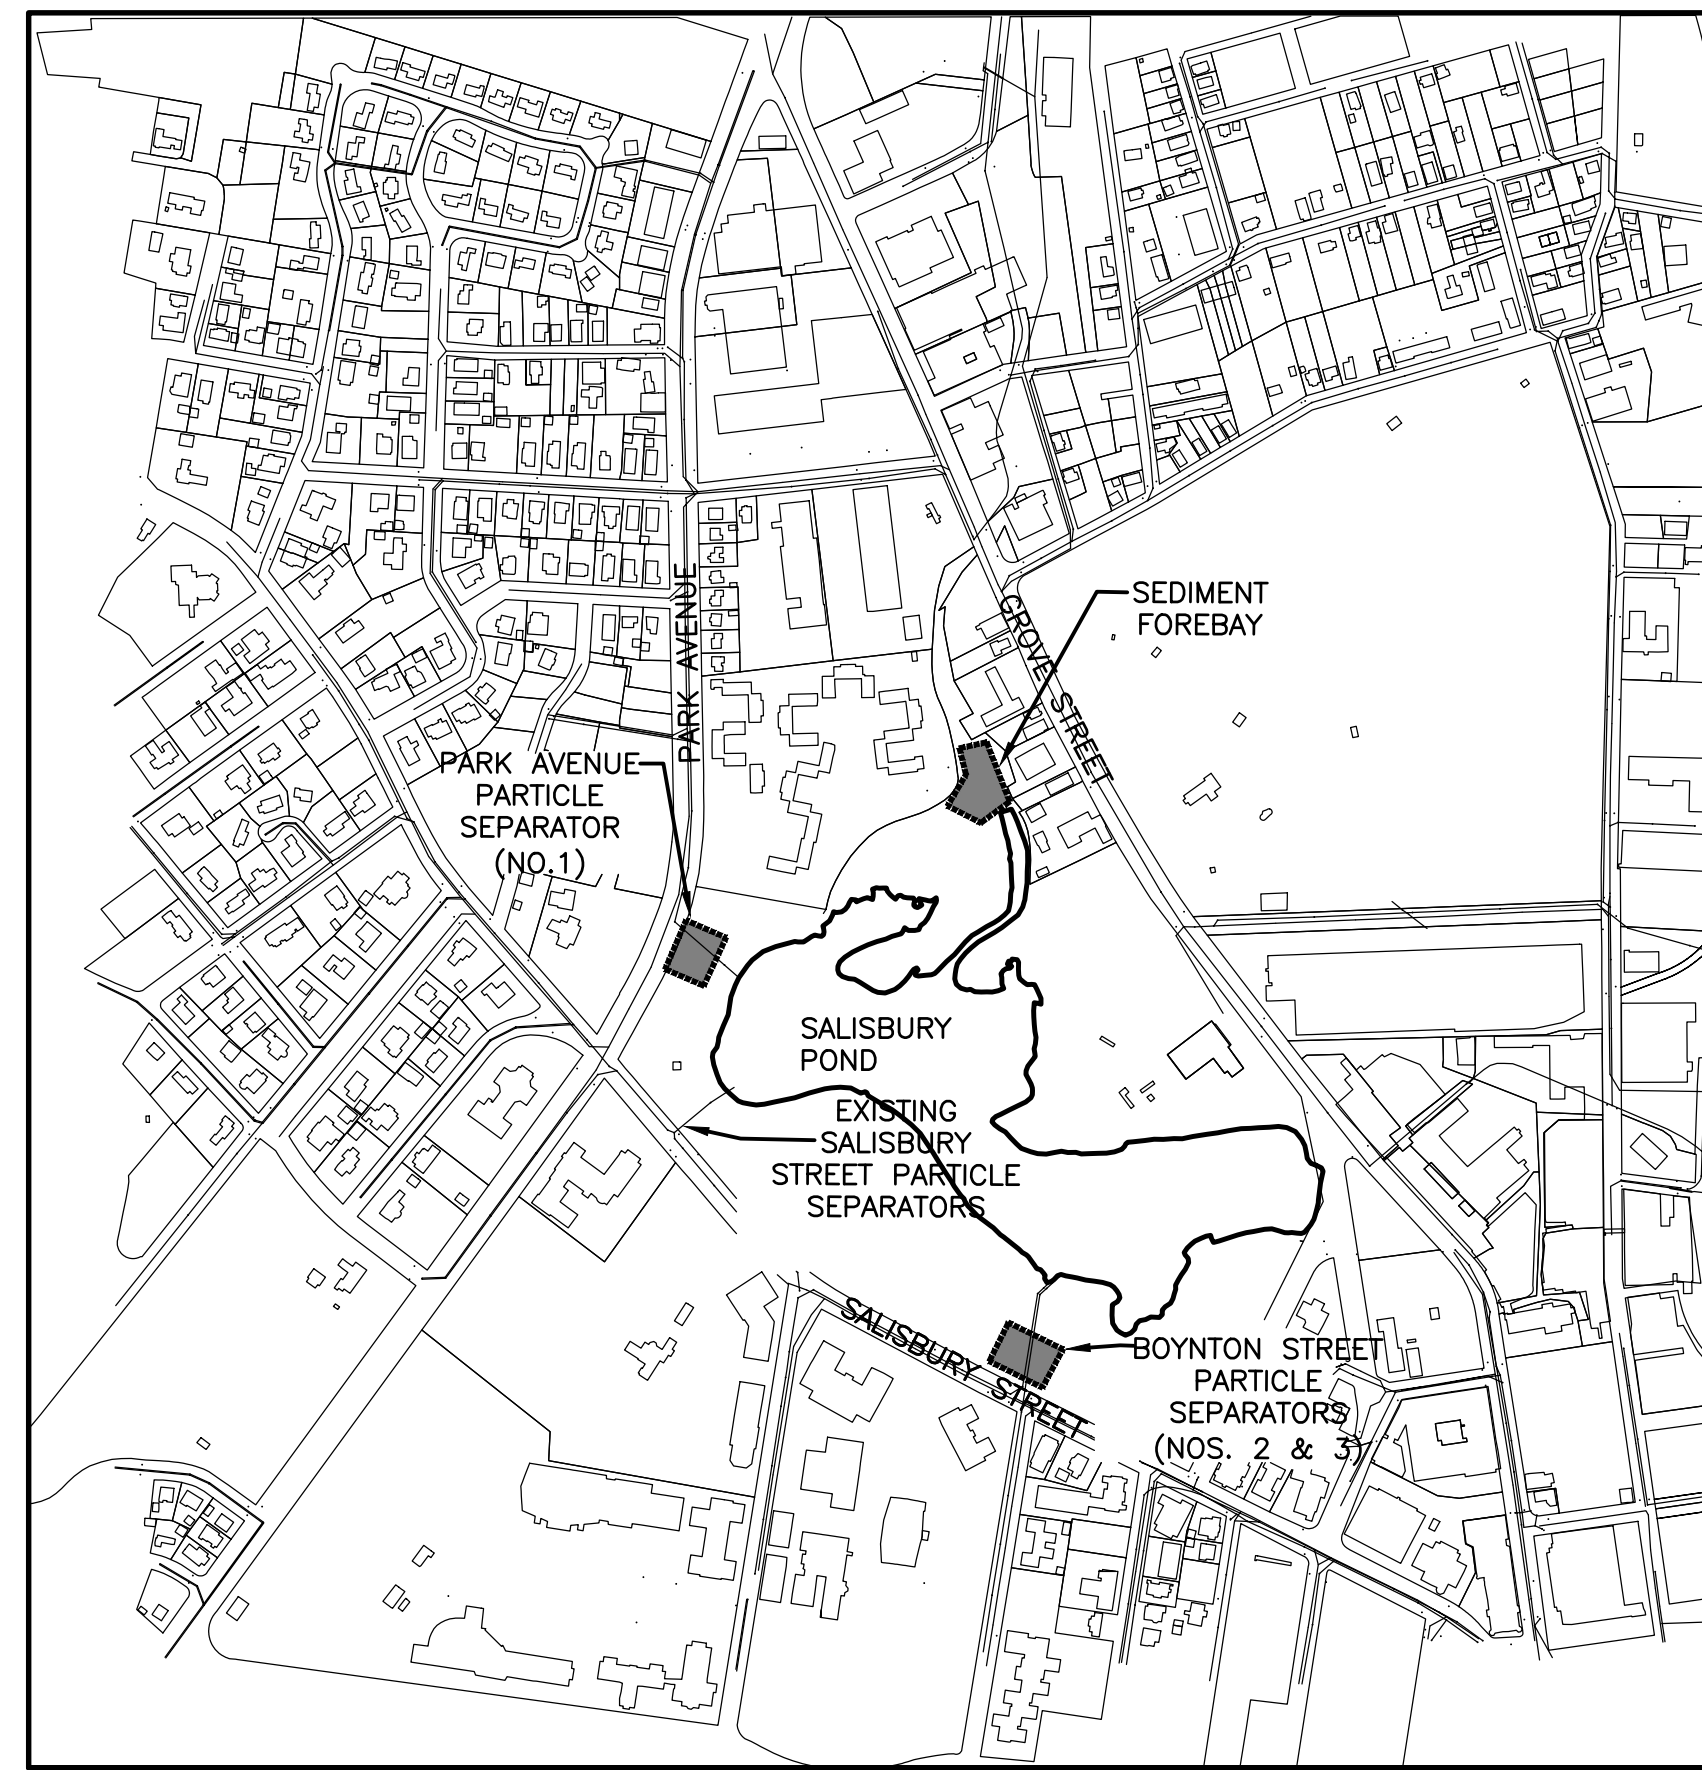 SEDIMENT
FOREBAY
PARK AVENUE
GROVE STREET
PARK AVENUE
PARTICLE
SEPARATOR
(NO.1)
SALISBURY
POND
EXISTING
SALISBURY
STREET PARTICLE
SEPARATORS
SALISBURY STREET
BOYNTON STREET
PARTICLE
SEPARATORS
(NOS. 2 & 3)